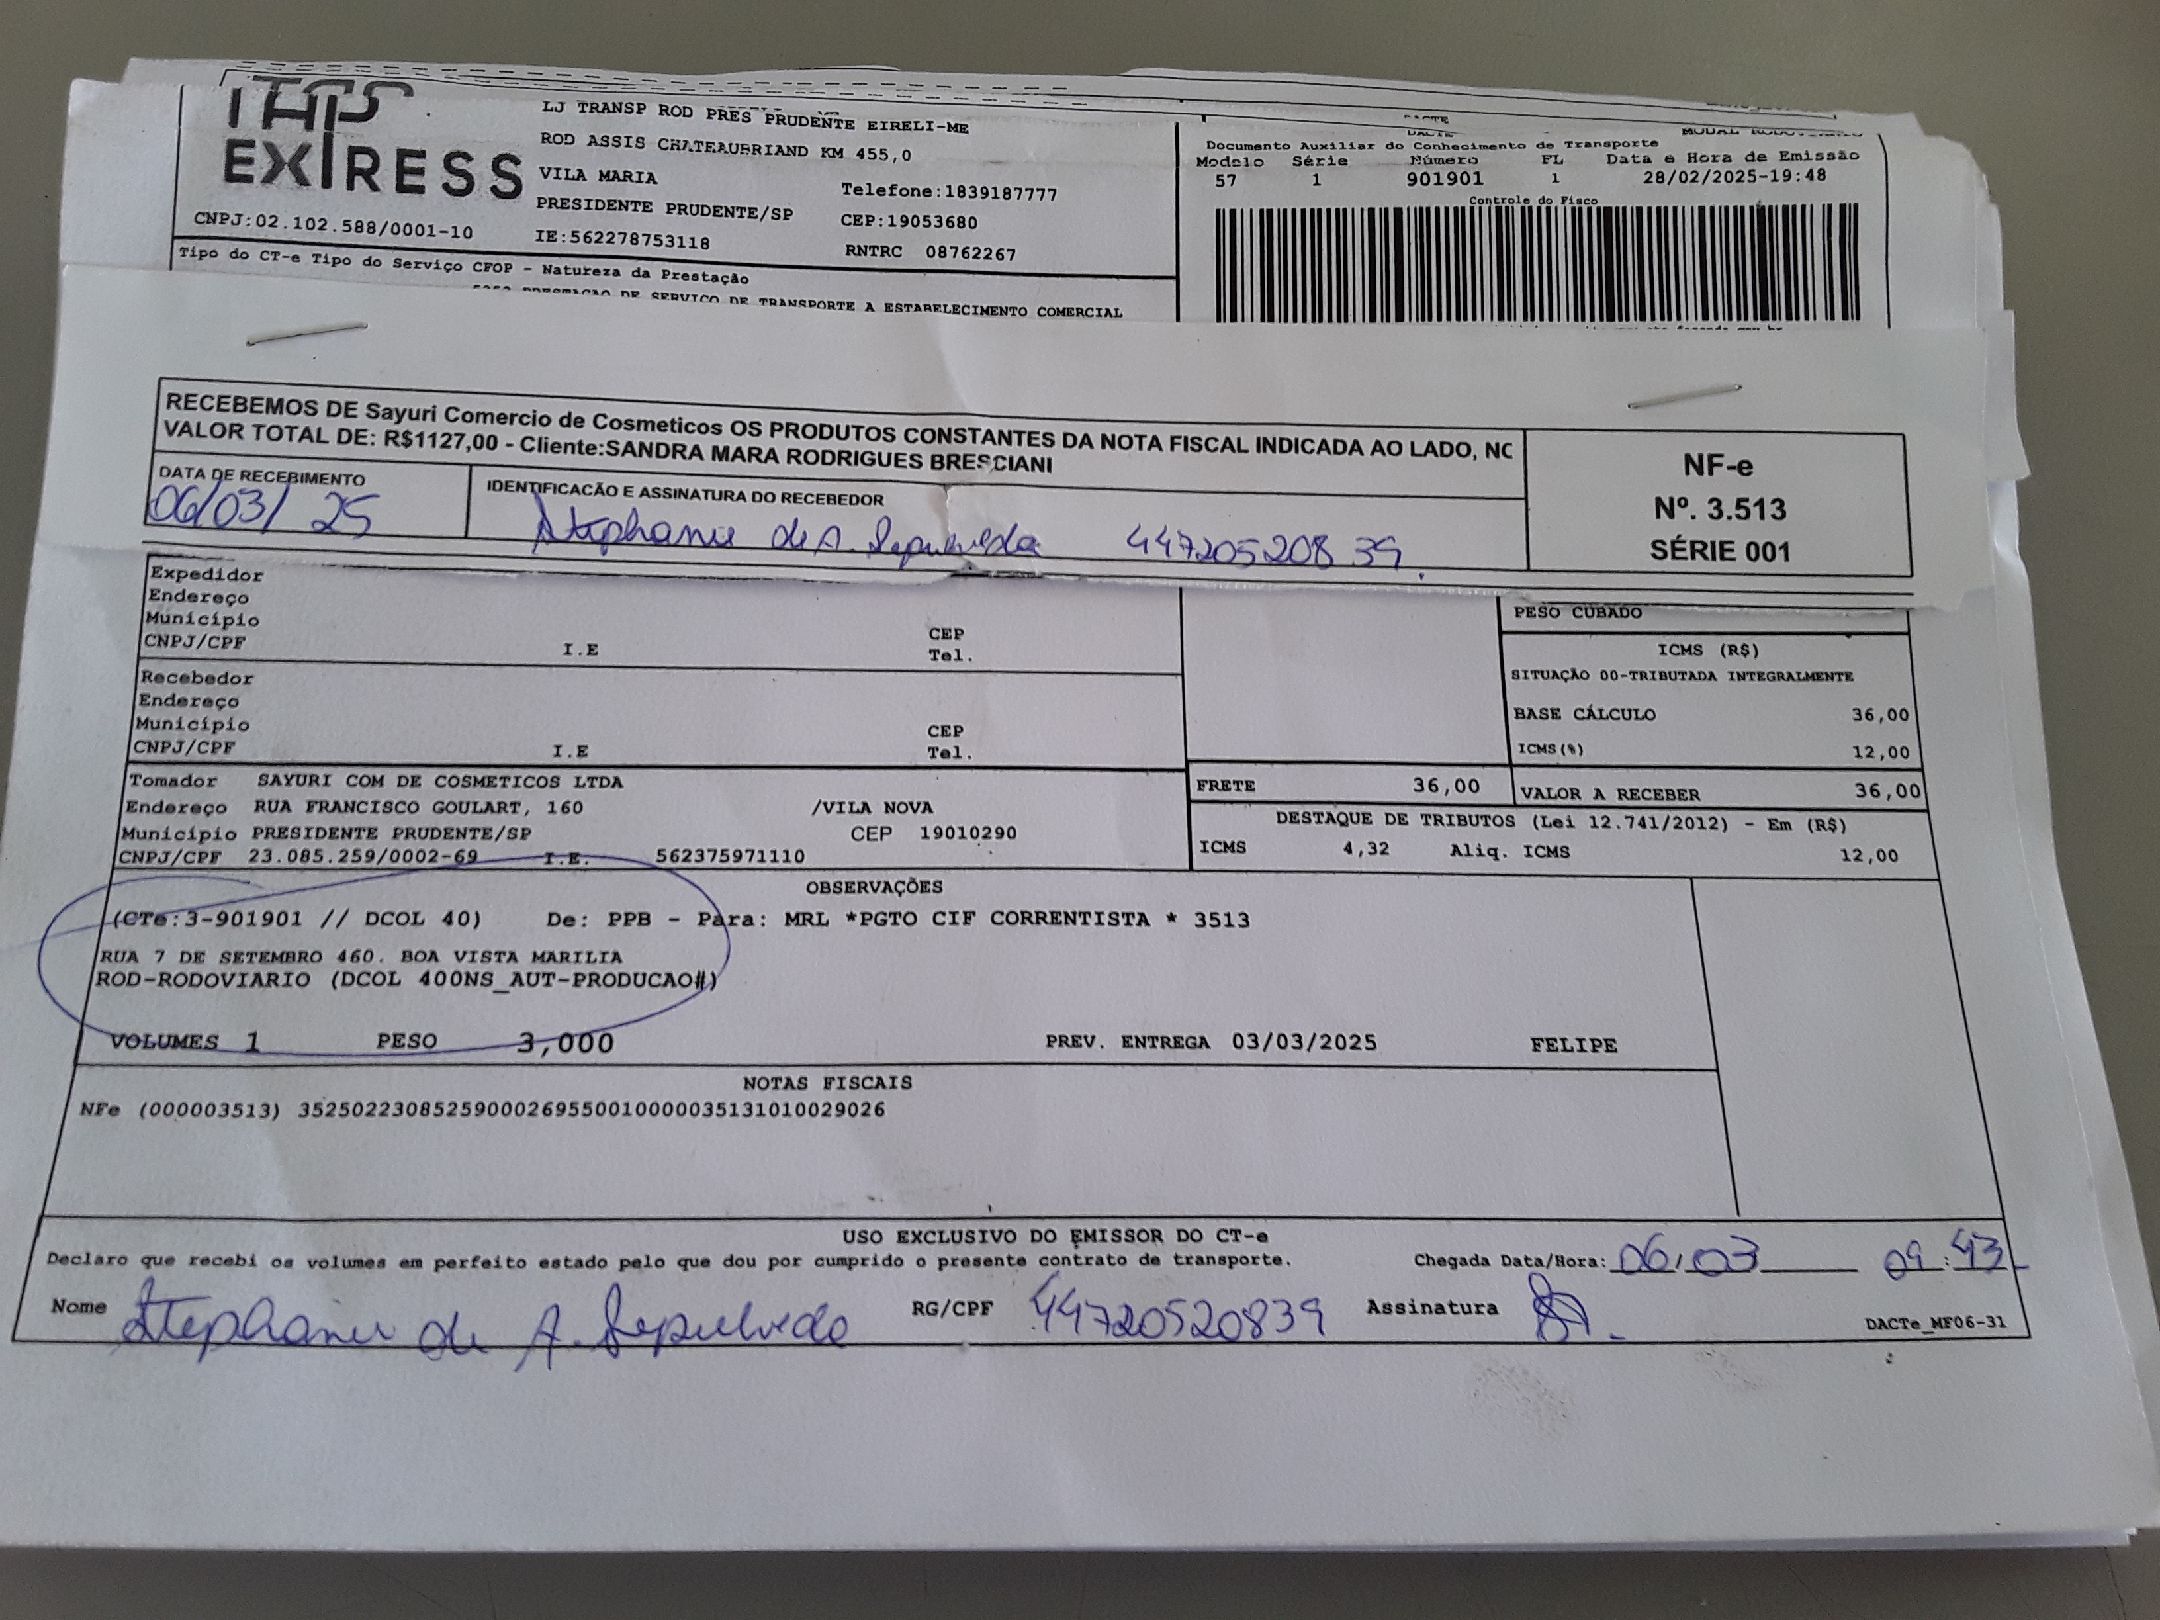 EXPRESS
CNPJ:02.102.588/0001-10
LJ TRANSP ROD PRES PRUDENTE EIRELI-ME
ROD ASSIS CHATEAUBRIAND KM 455,0
VILA MARIA
Telefone:1839187777
PRESIDENTE PRUDENTE/SP
CEP:19053680
IE:562278753118
RNTRC 08762267
DACTE
Documento Auxiliar do Conhecimento de Transporte
Modelo Série Número FL Data e Hora de Emissão
57 1 901901 1 28/02/2025-19:48
Controle do Fisco
Tipo do CT-e Tipo do Serviço CFOP - Natureza da Prestação
PRESTACAO DE SERVICO DE TRANSPORTE A ESTABELECIMENTO COMERCIAL
RECEBEMOS DE Sayuri Comercio de Cosmeticos OS PRODUTOS CONSTANTES DA NOTA FISCAL INDICADA AO LADO, NO
VALOR TOTAL DE: R$1127,00 - Cliente:SANDRA MARA RODRIGUES BRESCIANI
DATA DE RECEBIMENTO
06/03/25
IDENTIFICACÃO E ASSINATURA DO RECEBEDOR
Stephanie de A. Sepulveda 44720520839
NF-e
Nº. 3.513
SÉRIE 001
Expedidor
Endereço
Município CEP
CNPJ/CPF I.E Tel.
Recebedor
Endereço
Município CEP
CNPJ/CPF I.E Tel.
PESO CUBADO
ICMS (R$)
SITUAÇÃO 00-TRIBUTADA INTEGRALMENTE
BASE CÁLCULO 36,00
ICMS(%) 12,00
Tomador SAYURI COM DE COSMETICOS LTDA
Endereço RUA FRANCISCO GOULART, 160 /VILA NOVA
Município PRESIDENTE PRUDENTE/SP CEP 19010290
CNPJ/CPF 23.085.259/0002-69 I.E. 562375971110
FRETE 36,00 VALOR A RECEBER 36,00
DESTAQUE DE TRIBUTOS (Lei 12.741/2012) - Em (R$)
ICMS 4,32 Aliq. ICMS 12,00
OBSERVAÇÕES
(CTe:3-901901 // DCOL 40) De: PPB - Para: MRL *PGTO CIF CORRENTISTA * 3513
RUA 7 DE SETEMBRO 460. BOA VISTA MARILIA
ROD-RODOVIARIO (DCOL 400NS_AUT-PRODUCAO#)
VOLUMES 1 PESO 3,000 PREV. ENTREGA 03/03/2025 FELIPE
NOTAS FISCAIS
NFe (000003513) 35250223085259000269550010000035131010029026
USO EXCLUSIVO DO EMISSOR DO CT-e
Declaro que recebi os volumes em perfeito estado pelo que dou por cumprido o presente contrato de transporte. Chegada Data/Hora: 06/03 09:43
Nome Stephanie de A. Sepulveda RG/CPF 44720520839 Assinatura
DACTe_MF06-31